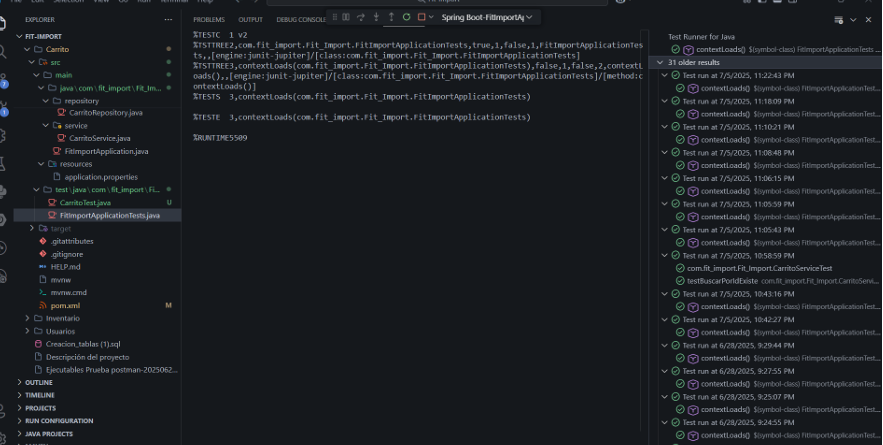 EXPLORER
FIT-IMPORT
Carrito
src
main
java\com\fit_import\Fit_Im...
repository
CarritoRepository.java
service
CarritoService.java
FitImportApplication.java
resources
application.properties
test\java\com\fit_import\Fi...
CarritoTest.java U
FitImportApplicationTests.java
target
.gitattributes
.gitignore
HELP.md
mvnw
mvnw.cmd
pom.xml M
Inventario
Usuarios
Creacion_tablas (1).sql
Descripción del proyecto
Ejecutables Prueba postman-2025062...
OUTLINE
TIMELINE
PROJECTS
RUN CONFIGURATION
JAVA PROJECTS
PROBLEMS OUTPUT DEBUG CONSOL
Spring Boot-FitImportAp
%TESTC 1 v2
%TSTTREE2,com.fit_import.Fit_Import.FitImportApplicationTests,true,1,false,1,FitImportApplicationTes
ts,,[engine:junit-jupiter]/[class:com.fit_import.Fit_Import.FitImportApplicationTests]
%TSTTREE3,contextLoads(com.fit_import.Fit_Import.FitImportApplicationTests),false,1,false,2,contextL
oads(),,[engine:junit-jupiter]/[class:com.fit_import.Fit_Import.FitImportApplicationTests]/[method:c
ontextLoads()]
%TESTS 3,contextLoads(com.fit_import.Fit_Import.FitImportApplicationTests)
%TESTE 3,contextLoads(com.fit_import.Fit_Import.FitImportApplicationTests)
%RUNTIME5509
Test Runner for Java
contextLoads() $(symbol-class) FitImportApplicationTests ...
31 older results
Test run at 7/5/2025, 11:22:43 PM
contextLoads() $(symbol-class) FitImportApplicationTests...
Test run at 7/5/2025, 11:18:09 PM
contextLoads() $(symbol-class) FitImportApplicationTests...
Test run at 7/5/2025, 11:10:21 PM
contextLoads() $(symbol-class) FitImportApplicationTests...
Test run at 7/5/2025, 11:08:48 PM
contextLoads() $(symbol-class) FitImportApplicationTests...
Test run at 7/5/2025, 11:06:15 PM
contextLoads() $(symbol-class) FitImportApplicationTests...
Test run at 7/5/2025, 11:05:59 PM
contextLoads() $(symbol-class) FitImportApplicationTests...
Test run at 7/5/2025, 11:05:43 PM
contextLoads() $(symbol-class) FitImportApplicationTests...
Test run at 7/5/2025, 10:58:59 PM
com.fit_import.Fit_Import.CarritoServiceTest
testBuscarPorIdExiste com.fit_import.Fit_Import.CarritoServi...
Test run at 7/5/2025, 10:43:16 PM
contextLoads() $(symbol-class) FitImportApplicationTests...
Test run at 7/5/2025, 10:42:27 PM
contextLoads() $(symbol-class) FitImportApplicationTests...
Test run at 6/28/2025, 9:29:44 PM
contextLoads() $(symbol-class) FitImportApplicationTests...
Test run at 6/28/2025, 9:27:55 PM
contextLoads() $(symbol-class) FitImportApplicationTests...
Test run at 6/28/2025, 9:25:07 PM
contextLoads() $(symbol-class) FitImportApplicationTests...
Test run at 6/28/2025, 9:24:55 PM
contextLoads() $(symbol-class) FitImportApplicationTests...